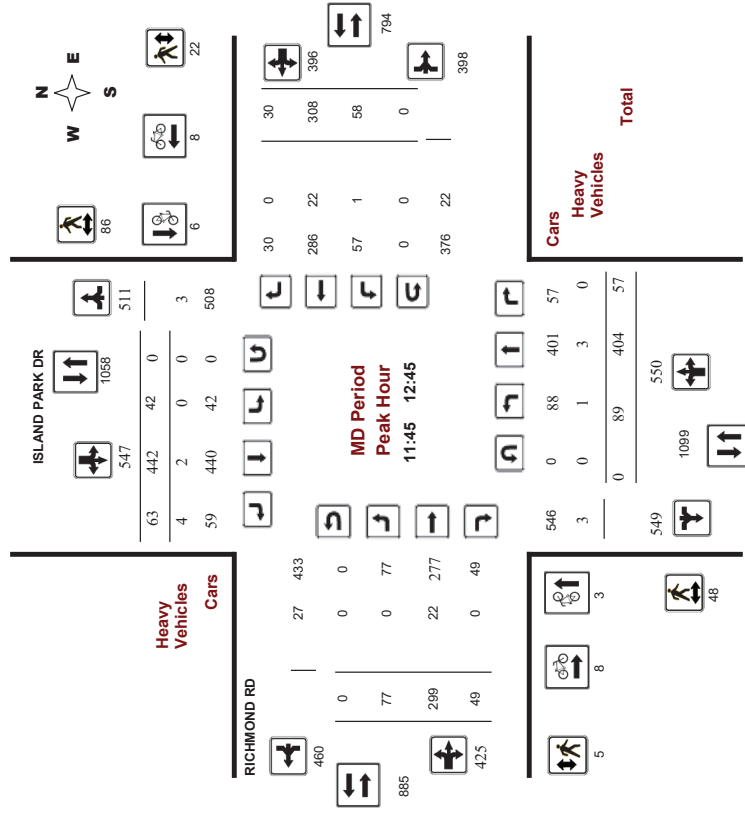 N
W E
S
22
8
86
6
ISLAND PARK DR
1058
547
511
63 442 42 0
4 2 0 0 3
59 440 42 0 508
Heavy
Vehicles
Cars
794
396
398
30 0 30
286 22 308
57 1 58
0 0 0
376 22
MD Period
Peak Hour
11:45 12:45
RICHMOND RD
460
885
425
27 433
0 0 0
77 0 77
299 22 277
49 0 49
Cars
Heavy
Vehicles
Total
546 0 88 401 57
3 0 1 3 0
0 89 404 57
549
1099
550
3
8
5
48